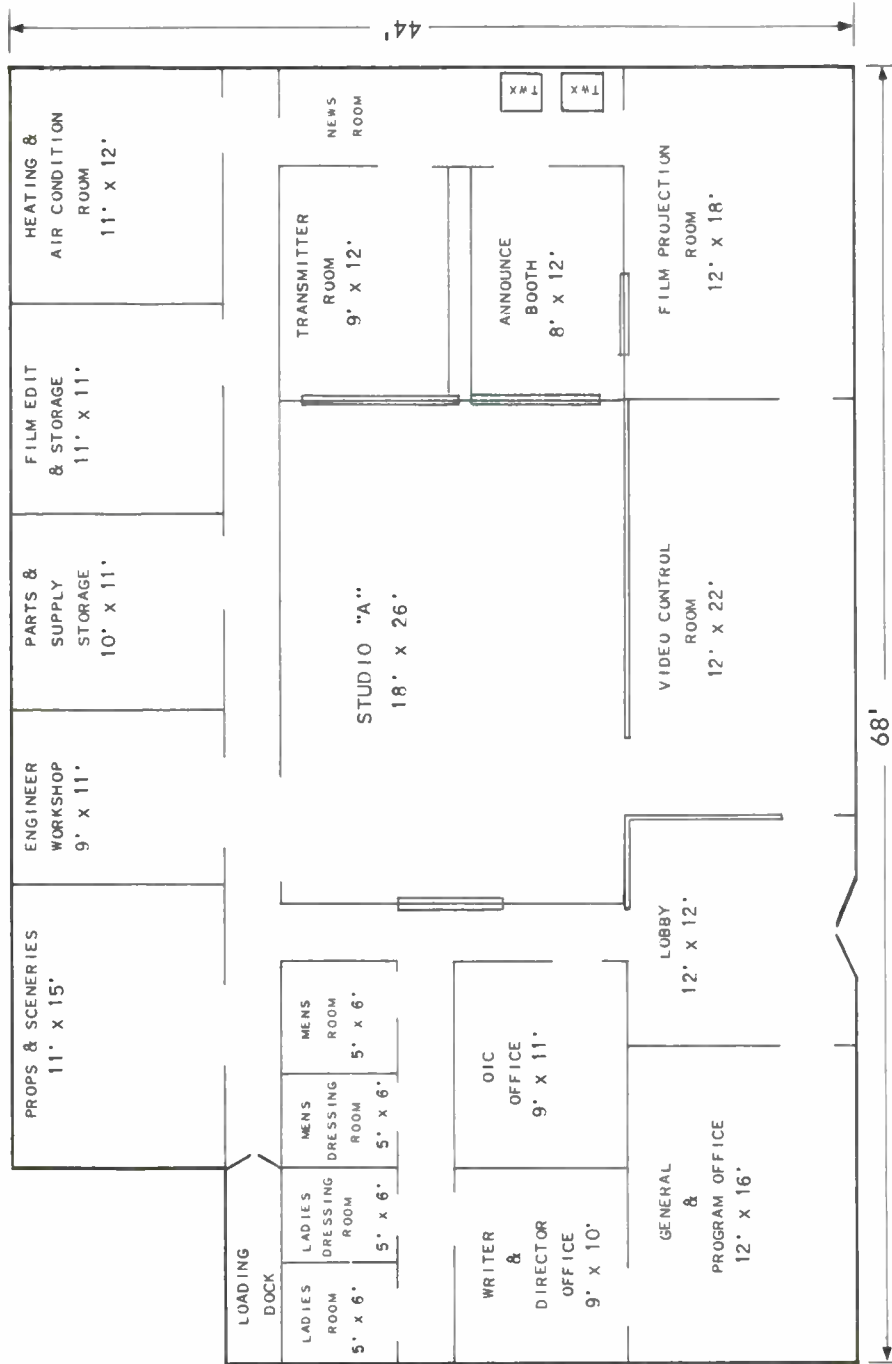 PROPS & SCENERIES
11' X 15'
ENGINEER
WORKSHOP
9' X 11'
PARTS &
SUPPLY
STORAGE
10' X 11'
FILM EDIT
& STORAGE
11' X 11'
HEATING &
AIR CONDITION
ROOM
11' X 12'
LOADING
DOCK
LADIES
ROOM
5' X 6'
LADIES
DRESSING
ROOM
5' X 6'
MENS
DRESSING
ROOM
5' X 6'
MENS
ROOM
5' X 6'
STUDIO "A"
18' X 26'
TRANSMITTER
ROOM
9' X 12'
NEWS
ROOM
WRITER
&
DIRECTOR
OFFICE
9' X 10'
OIC
OFFICE
9' X 11'
ANNOUNCE
BOOTH
8' X 12'
TWX
TWX
GENERAL
&
PROGRAM OFFICE
12' X 16'
LOBBY
12' X 12'
VIDEO CONTROL
ROOM
12' X 22'
FILM PROJECTION
ROOM
12' X 18'
44'
68'